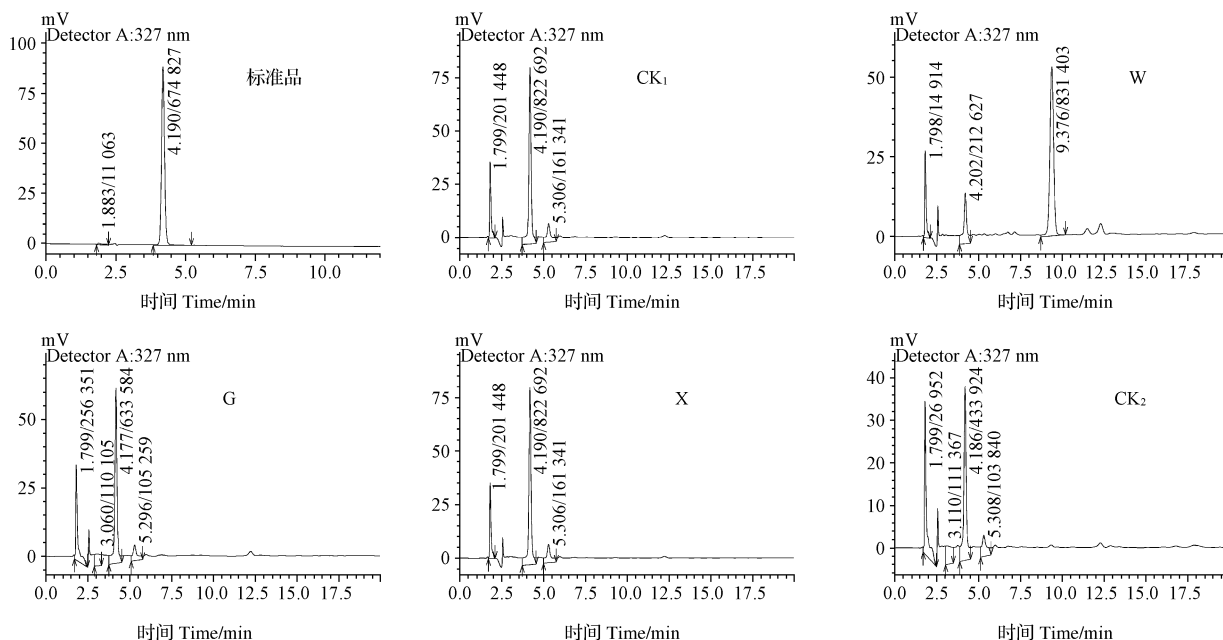 mV
Detector A:327 nm
标准品
100
75
50
25
0
1.883/11 063
4.190/674 827
0.0 2.5 5.0 7.5 10.0
时间 Time/min
mV
Detector A:327 nm
CK₁
75
50
25
0
1.799/201 448
4.190/822 692
5.306/161 341
0.0 2.5 5.0 7.5 10.0 12.5 15.0 17.5
时间 Time/min
mV
Detector A:327 nm
W
50
25
0
1.798/14 914
4.202/212 627
9.376/831 403
0.0 2.5 5.0 7.5 10.0 12.5 15.0 17.5
时间 Time/min
mV
Detector A:327 nm
G
50
25
0
1.799/256 351
3.060/110 105
4.177/633 584
5.296/105 259
0.0 2.5 5.0 7.5 10.0 12.5 15.0 17.5
时间 Time/min
mV
Detector A:327 nm
X
75
50
25
0
1.799/201 448
4.190/822 692
5.306/161 341
0.0 2.5 5.0 7.5 10.0 12.5 15.0 17.5
时间 Time/min
mV
Detector A:327 nm
CK₂
40
30
20
10
0
1.799/26 952
3.110/111 367
4.186/433 924
5.308/103 840
0.0 2.5 5.0 7.5 10.0 12.5 15.0 17.5
时间 Time/min